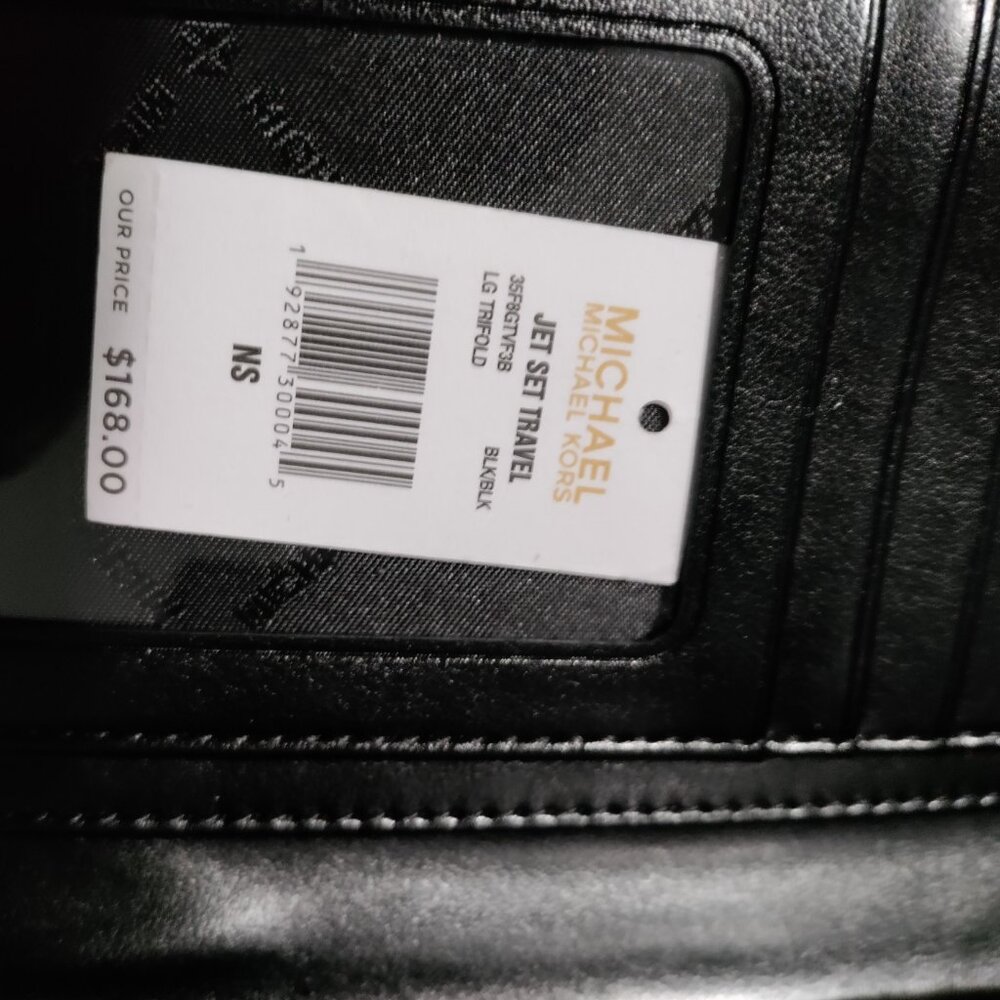 MICHAEL
MICHAEL KORS
JET SET TRAVEL
35F8GTVF3B
LG TRIFOLD BLK/BLK
1 92877 30004 5
NS
OUR PRICE $168.00